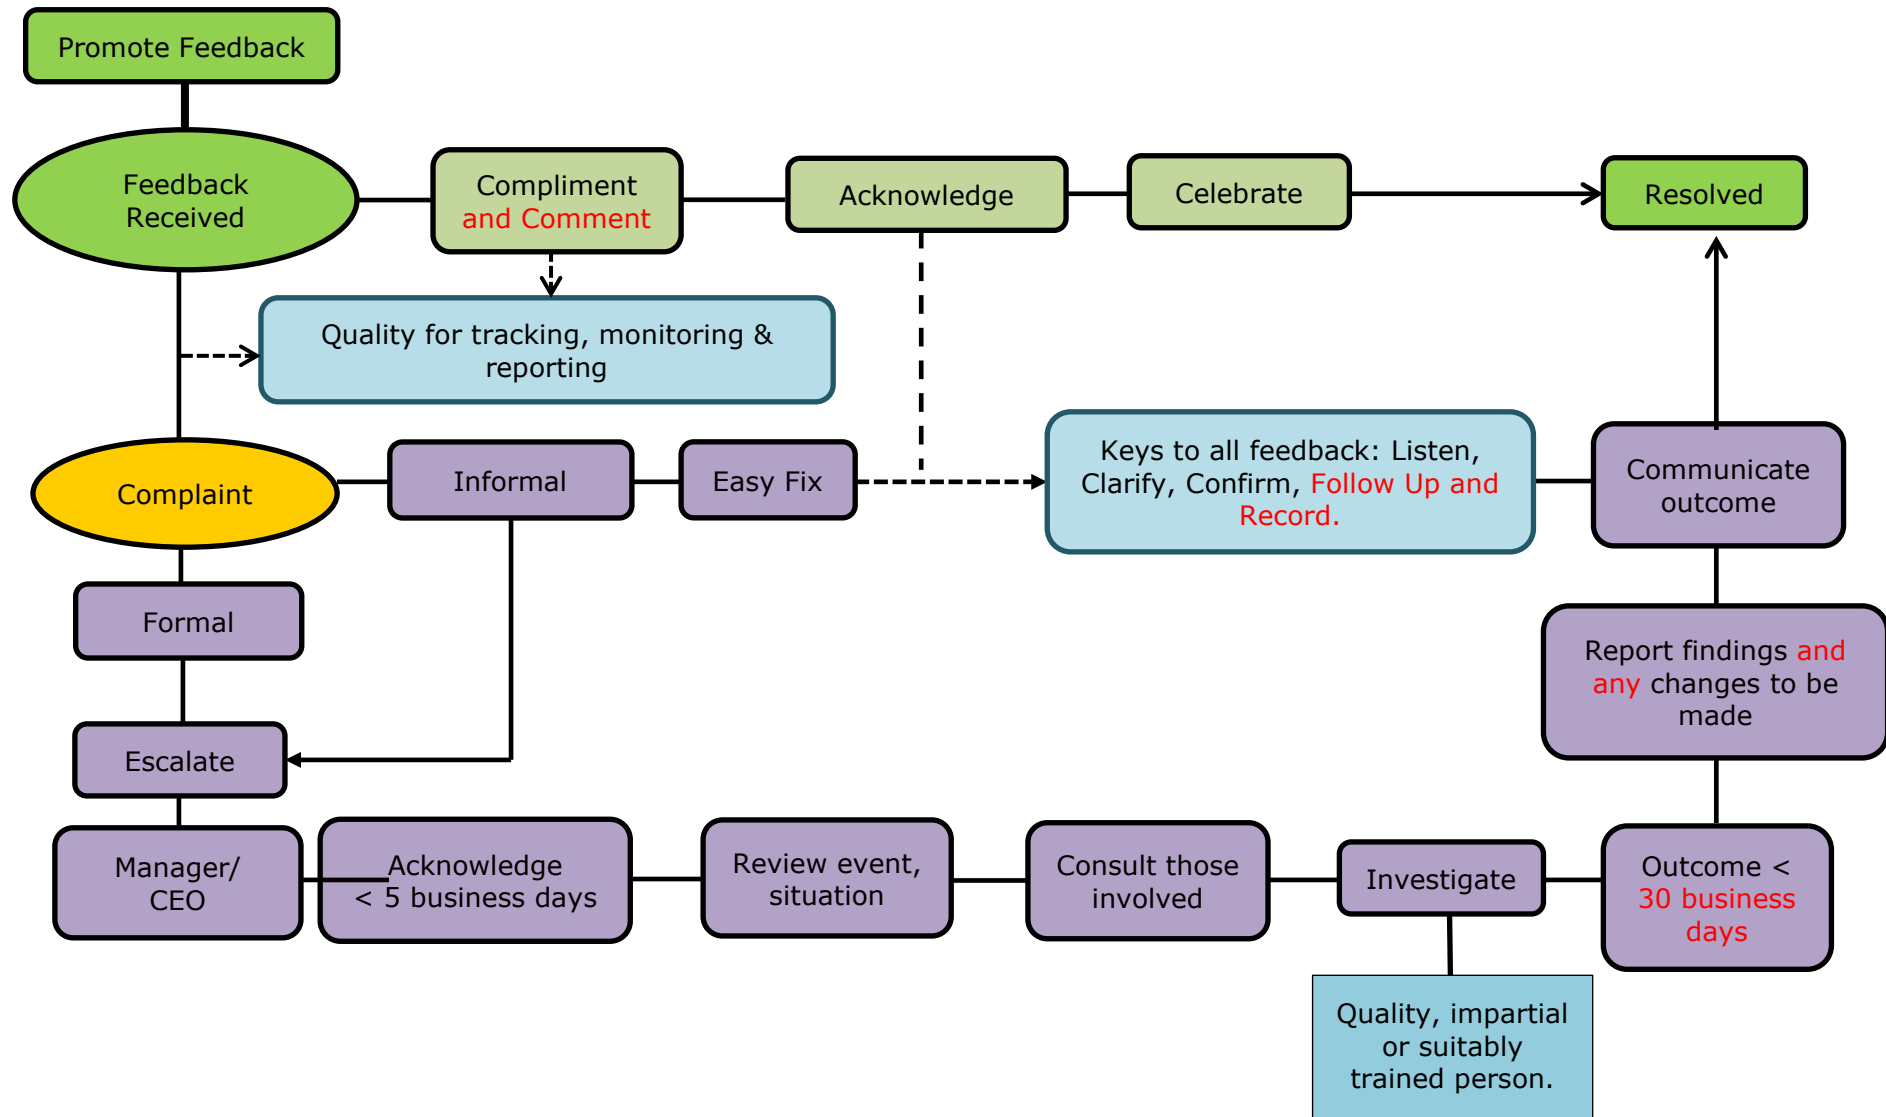 Promote Feedback
Feedback
Received
Compliment
and Comment
Acknowledge
Celebrate
Resolved
Quality for tracking, monitoring &
reporting
Complaint
Informal
Easy Fix
Keys to all feedback: Listen,
Clarify, Confirm, Follow Up and
Record.
Communicate
outcome
Formal
Report findings and
any changes to be
made
Escalate
Manager/
CEO
Acknowledge
< 5 business days
Review event,
situation
Consult those
involved
Investigate
Outcome <
30 business
days
Quality, impartial
or suitably
trained person.